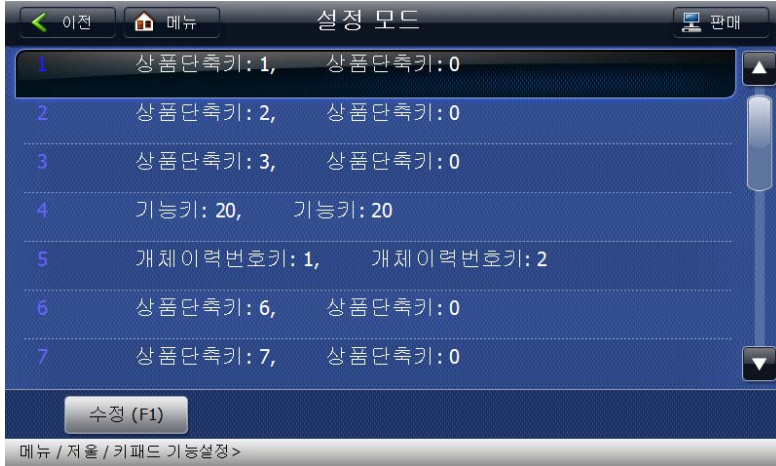 이전 메뉴 설정 모드 판매
1 상품단축키: 1, 상품단축키: 0
2 상품단축키: 2, 상품단축키: 0
3 상품단축키: 3, 상품단축키: 0
4 기능키: 20, 기능키: 20
5 개체이력번호키: 1, 개체이력번호키: 2
6 상품단축키: 6, 상품단축키: 0
7 상품단축키: 7, 상품단축키: 0
수정 (F1)
메뉴 / 저울 / 키패드 기능설정>